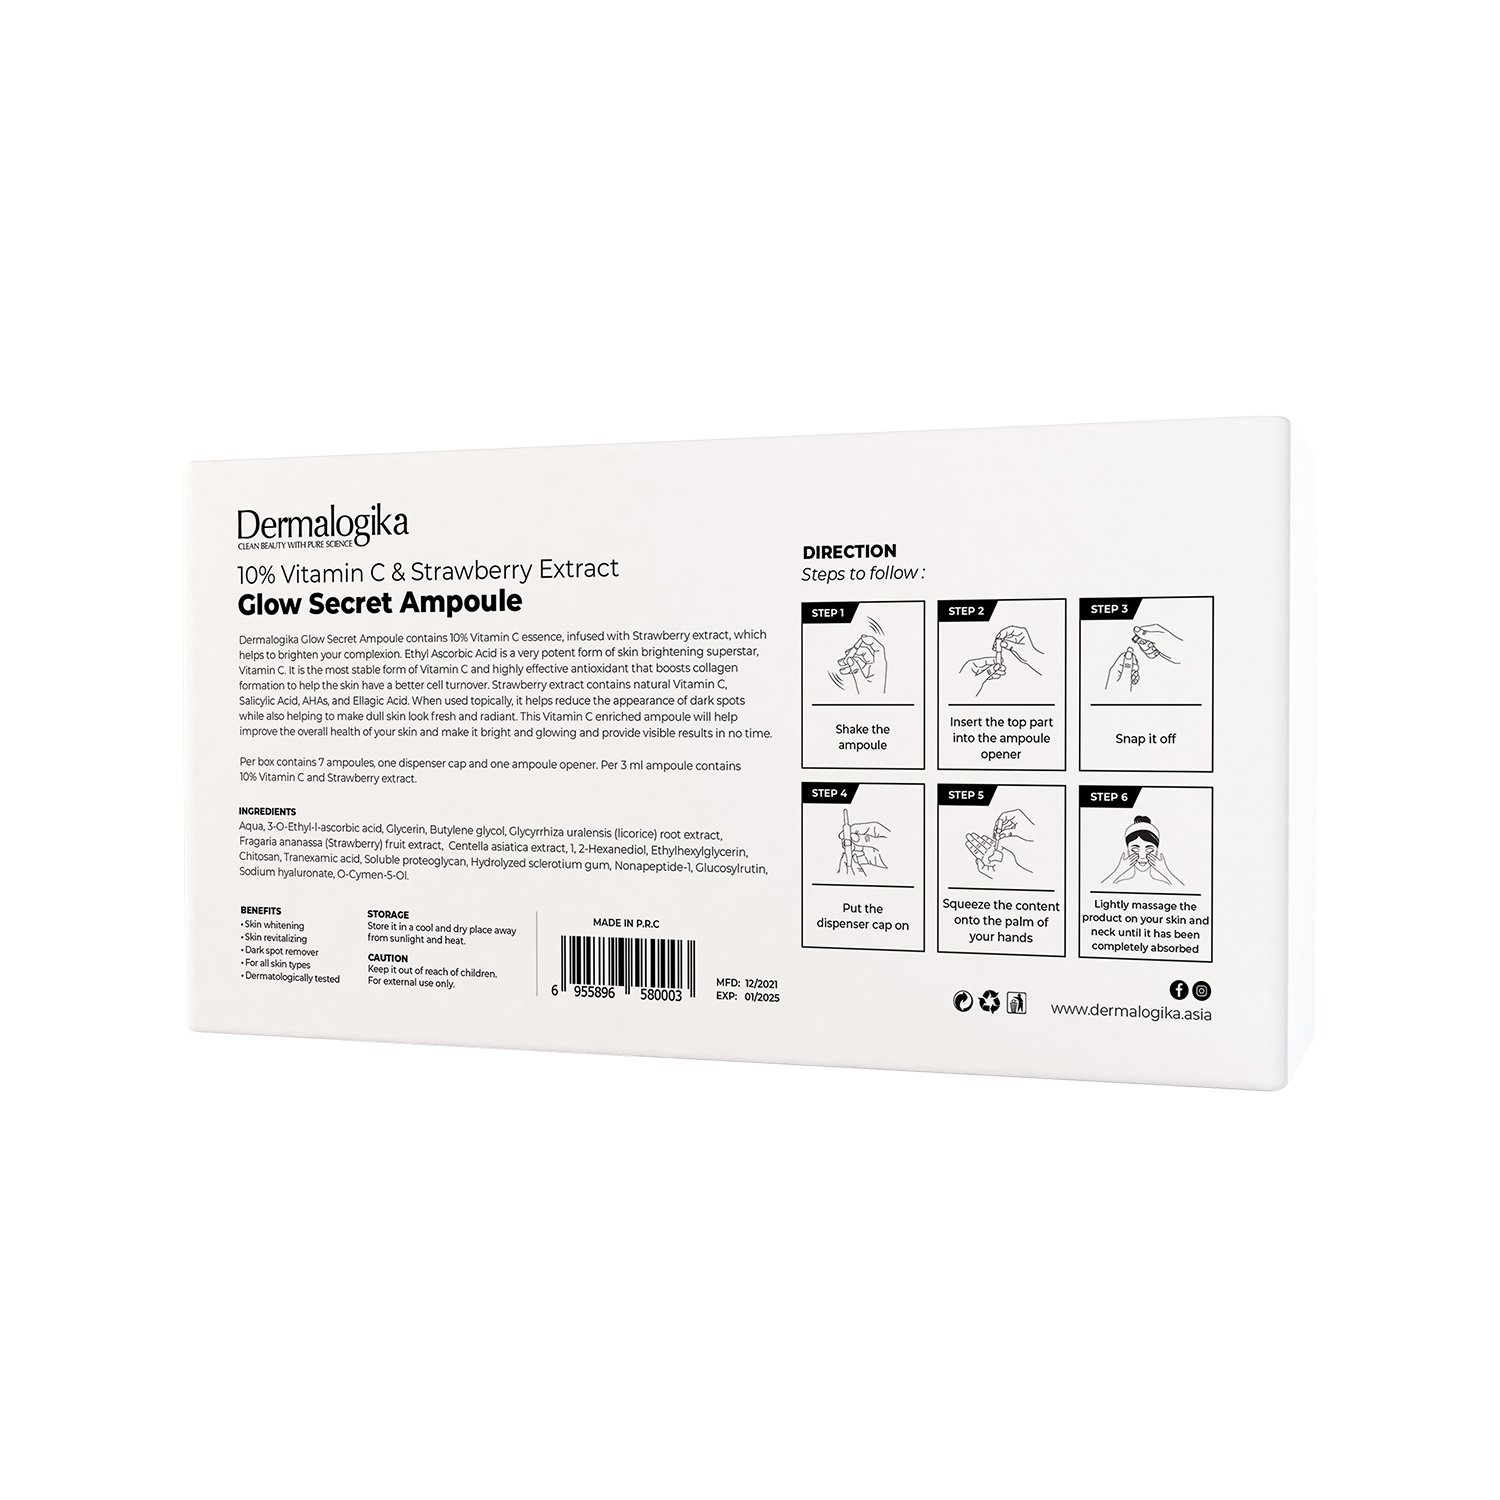 Dermalogika
CLEAN BEAUTY WITH PURE SCIENCE
10% Vitamin C & Strawberry Extract
Glow Secret Ampoule
Dermalogika Glow Secret Ampoule contains 10% Vitamin C essence, infused with Strawberry extract, which
helps to brighten your complexion. Ethyl Ascorbic Acid is a very potent form of skin brightening superstar,
Vitamin C. It is the most stable form of Vitamin C and highly effective antioxidant that boosts collagen
formation to help the skin have a better cell turnover. Strawberry extract contains natural Vitamin C,
Salicylic Acid, AHAs, and Ellagic Acid. When used topically, it helps reduce the appearance of dark spots
while also helping to make dull skin look fresh and radiant. This Vitamin C enriched ampoule will help
improve the overall health of your skin and make it bright and glowing and provide visible results in no time.
Per box contains 7 ampoules, one dispenser cap and one ampoule opener. Per 3 ml ampoule contains
10% Vitamin C and Strawberry extract.
INGREDIENTS
Aqua, 3-O-Ethyl-l-ascorbic acid, Glycerin, Butylene glycol, Glycyrrhiza uralensis (licorice) root extract,
Fragaria ananassa (Strawberry) fruit extract, Centella asiatica extract, 1, 2-Hexanediol, Ethylhexylglycerin,
Chitosan, Tranexamic acid, Soluble proteoglycan, Hydrolyzed sclerotium gum, Nonapeptide-1, Glucosylrutin,
Sodium hyaluronate, O-Cymen-5-Ol.
BENEFITS
• Skin whitening
• Skin revitalizing
• Dark spot remover
• For all skin types
• Dermatologically tested
STORAGE
Store it in a cool and dry place away
from sunlight and heat.
CAUTION
Keep it out of reach of children.
For external use only.
MADE IN P.R.C
6 955896 580003
MFD: 12/2021
EXP: 01/2025
DIRECTION
Steps to follow :
STEP 1
Shake the
ampoule
STEP 2
Insert the top part
into the ampoule
opener
STEP 3
Snap it off
STEP 4
Put the
dispenser cap on
STEP 5
Squeeze the content
onto the palm of
your hands
STEP 6
Lightly massage the
product on your skin and
neck until it has been
completely absorbed
www.dermalogika.asia